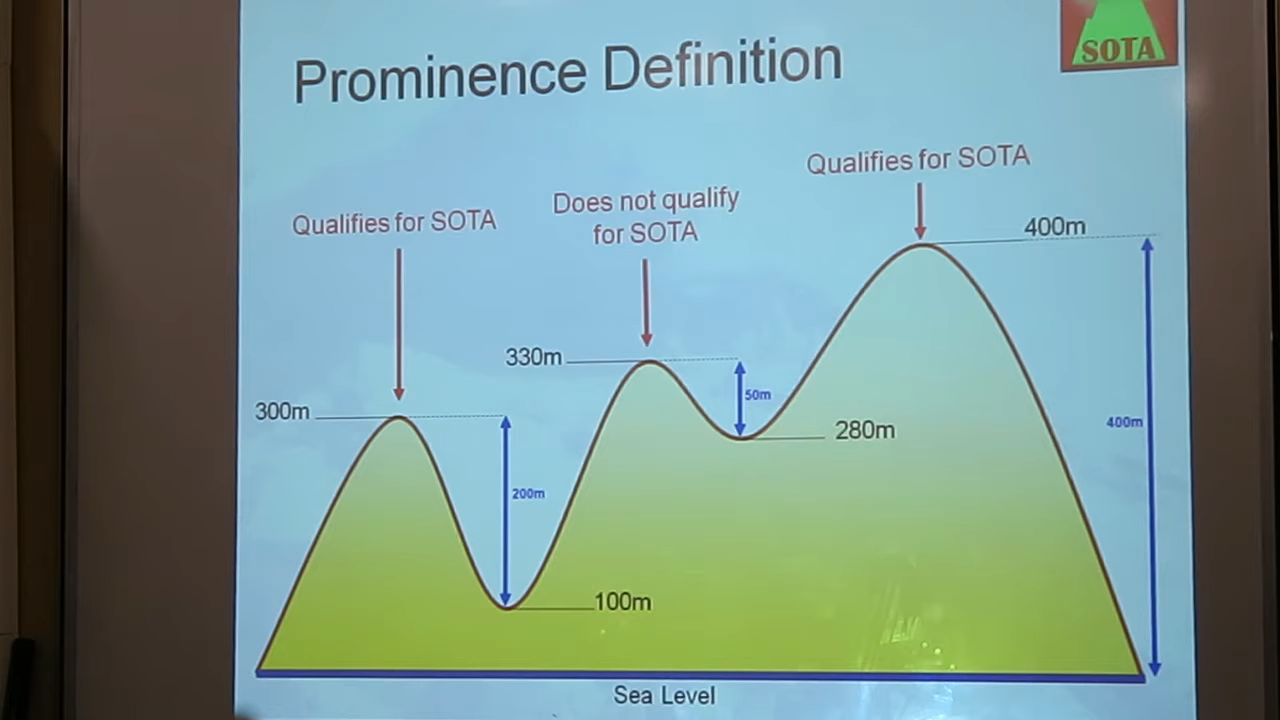 Prominence Definition
SOTA
Qualifies for SOTA
Does not qualify
for SOTA
Qualifies for SOTA
400m
330m
50m
300m
280m
400m
200m
100m
Sea Level